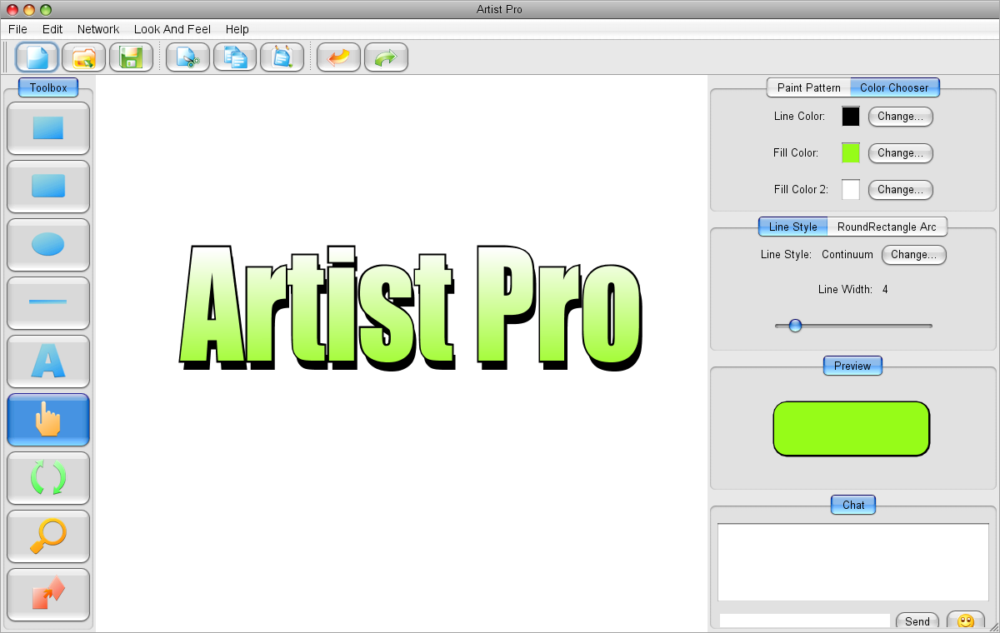 Artist Pro
File Edit Network Look And Feel Help
Toolbox
A
Artist Pro
Paint Pattern Color Chooser
Line Color: Change...
Fill Color: Change...
Fill Color 2: Change...
Line Style RoundRectangle Arc
Line Style: Continuum Change...
Line Width: 4
Preview
Chat
Send